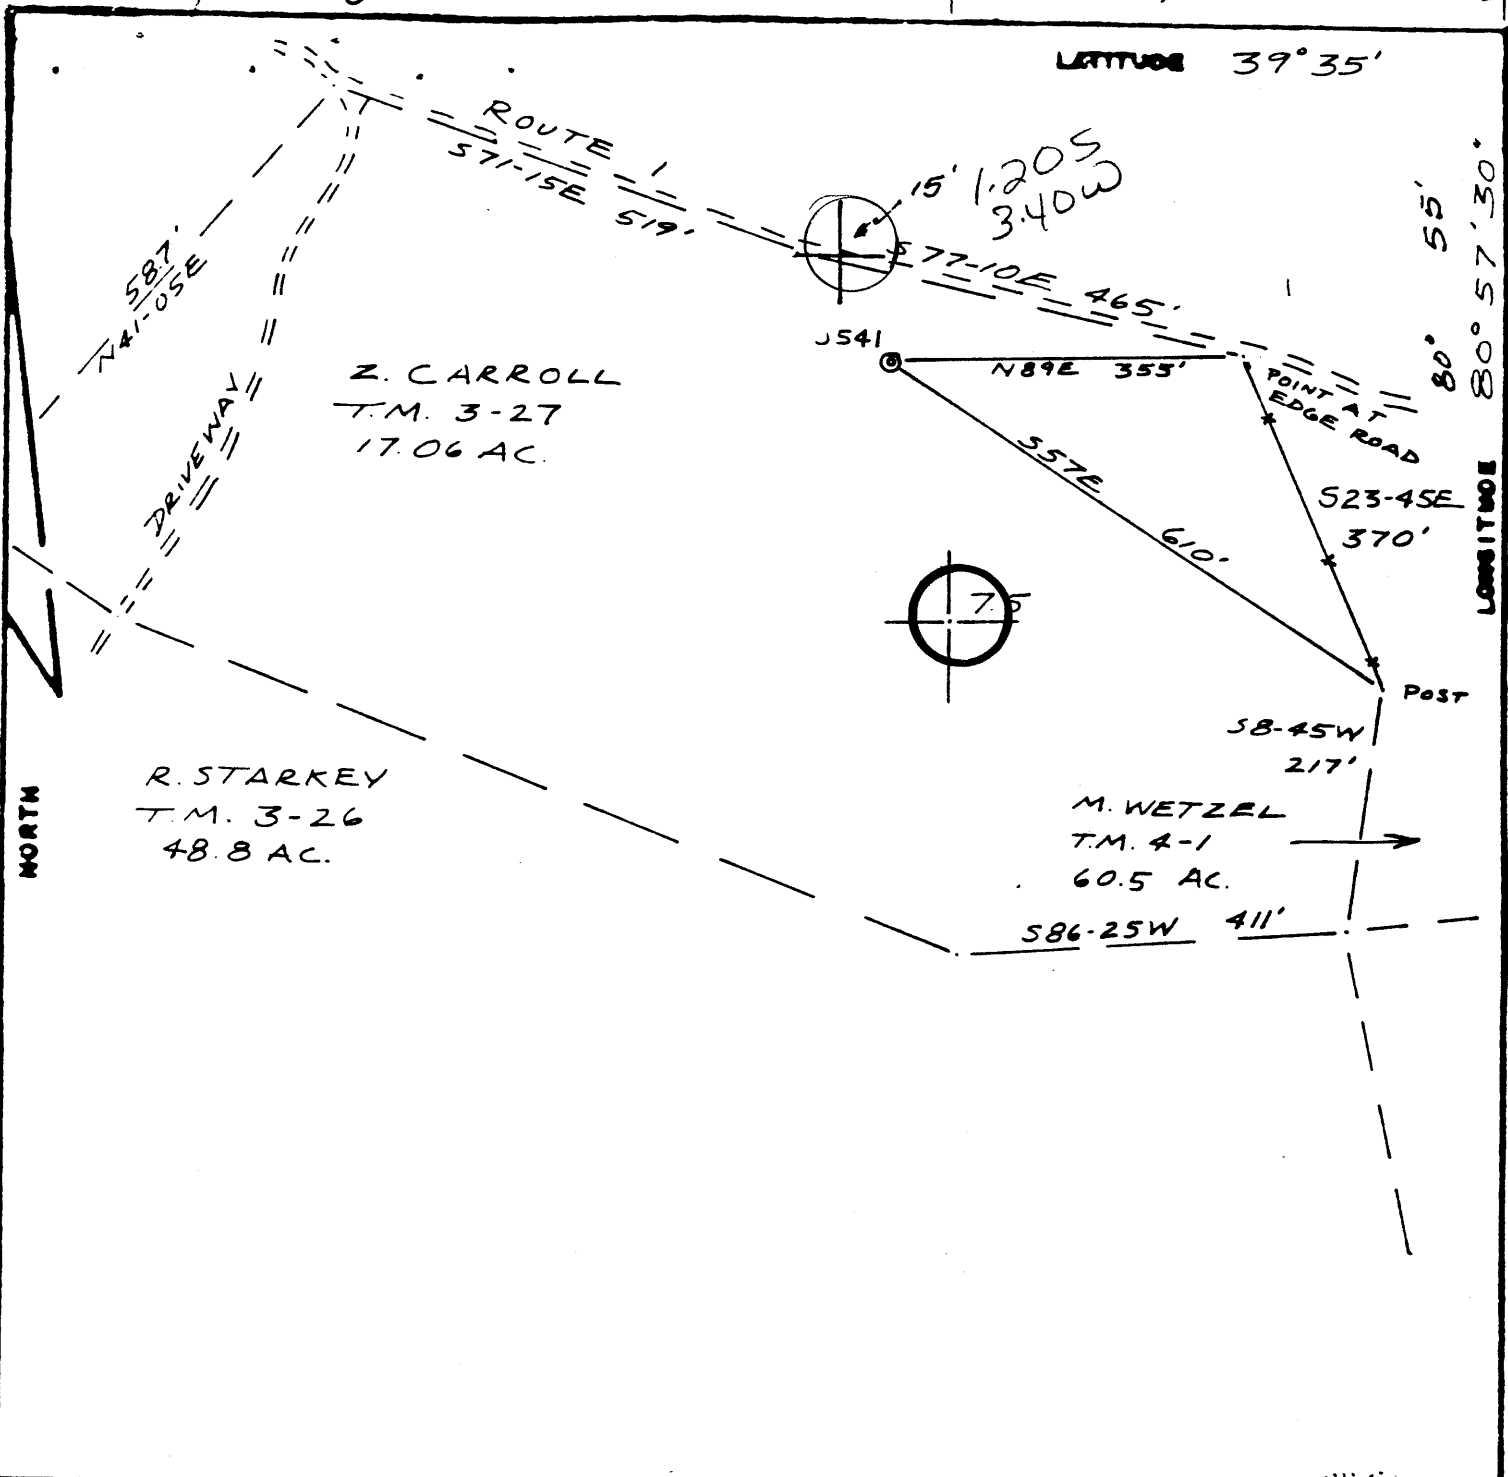 LATITUDE 39°35'
ROUTE 1
S71-15E 519'
15'
1.20S
3.40W
S77-10E 465'
80° 55'
80° 57' 30"
LONGITUDE
587'
N41-05E
DRIVEWAY
Z. CARROLL
T.M. 3-27
17.06 AC.
J541
N89E 355'
POINT AT
EDGE ROAD
S57E 610'
S23-45E
370'
7.5
POST
S8-45W
217'
NORTH
R. STARKEY
T.M. 3-26
48.8 AC.
M. WETZEL
T.M. 4-1
60.5 AC.
S86-25W 411'